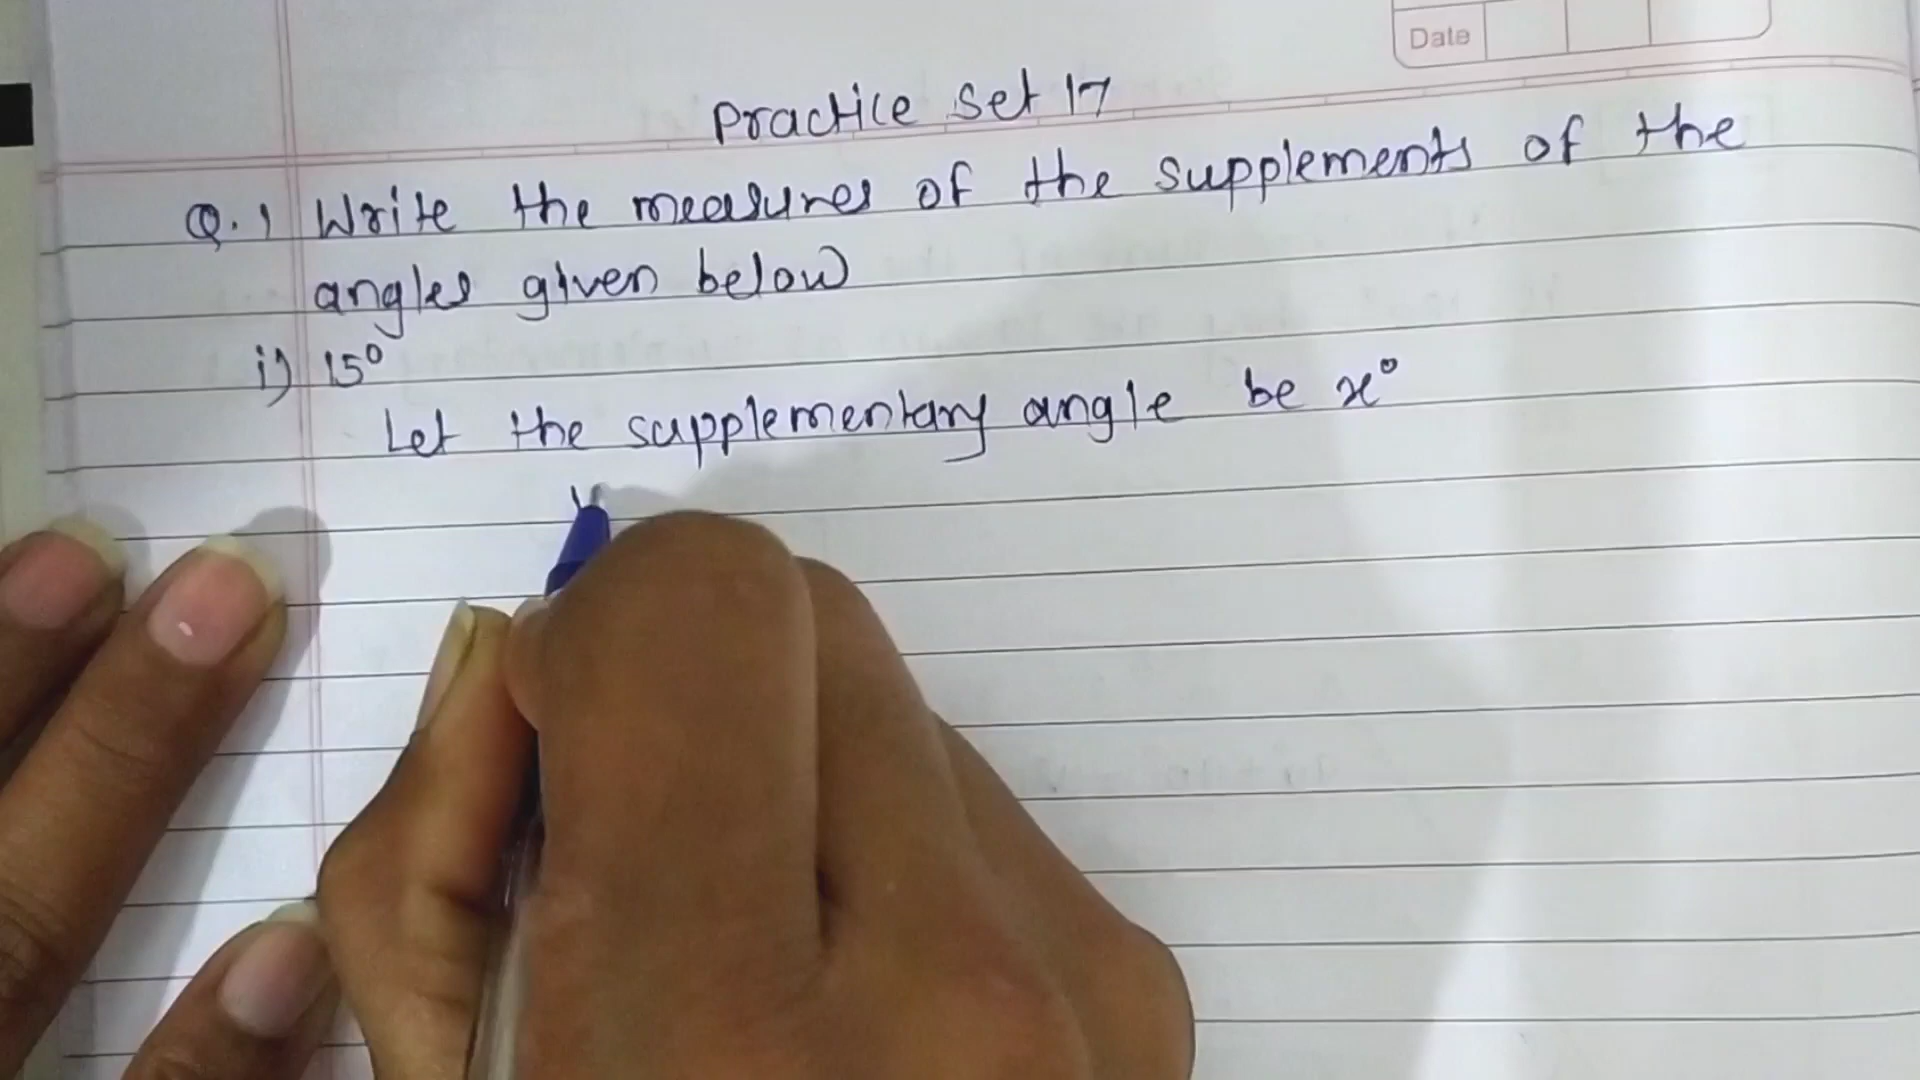 Date
Practice Set 17
Q.1 Write the measures of the supplements of the
angles given below
i) 15°
Let the supplementary angle be x°